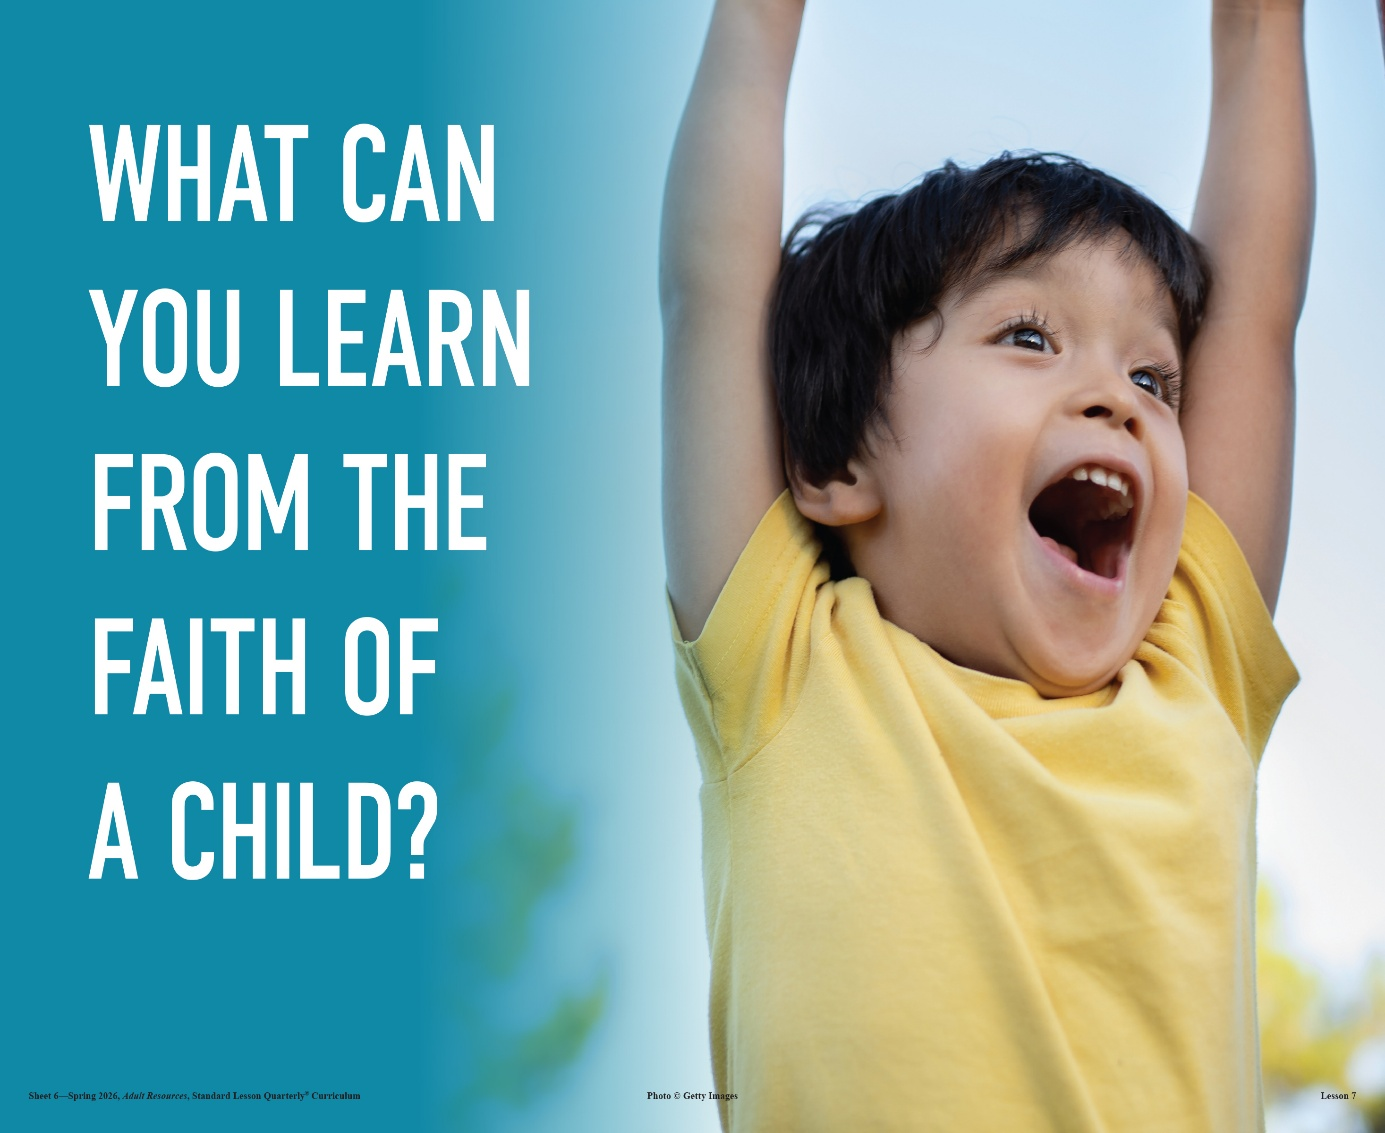 WHAT CAN
YOU LEARN
FROM THE
FAITH OF
A CHILD?
Sheet 6—Spring 2026, Adult Resources, Standard Lesson Quarterly® Curriculum
Photo © Getty Images
Lesson 7